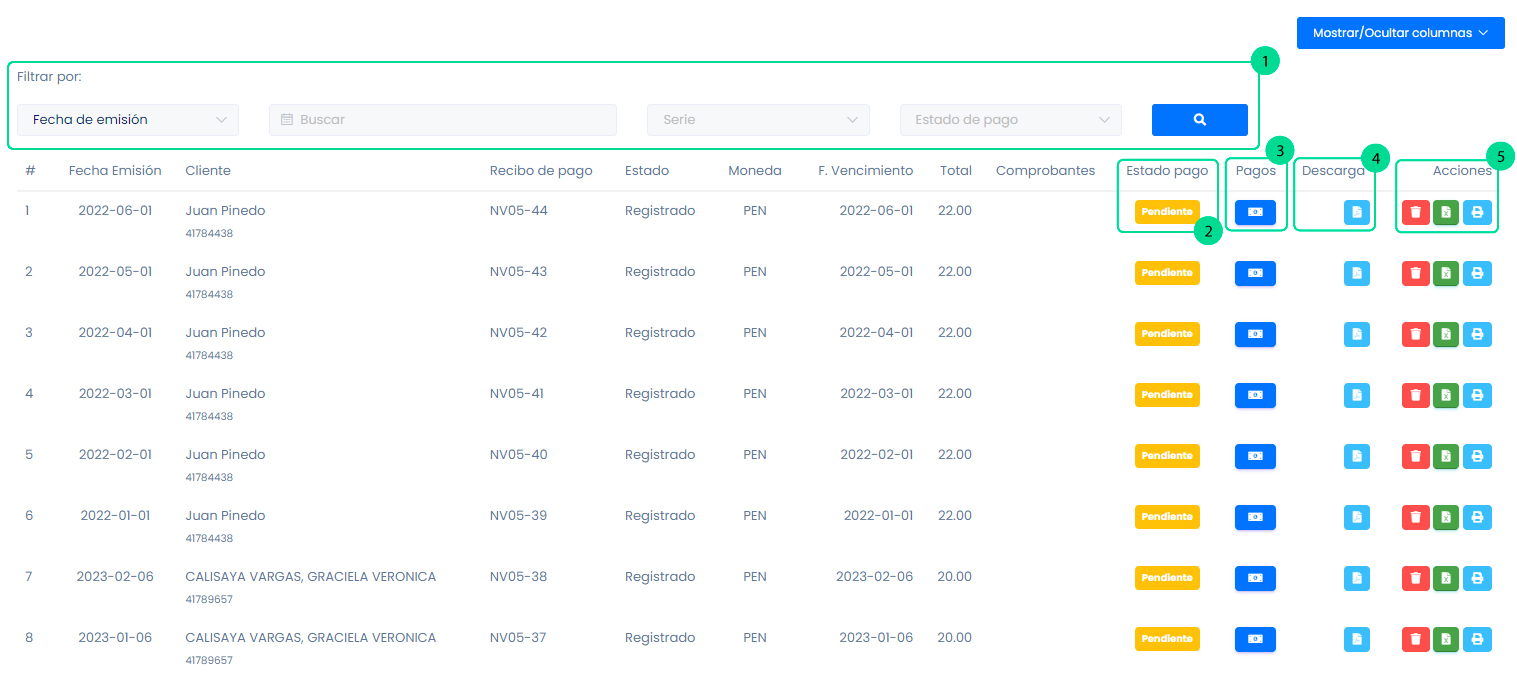 Mostrar/Ocultar columnas
1
Filtrar por:
Fecha de emisión Buscar Serie Estado de pago
3 4 5
# Fecha Emisión Cliente Recibo de pago Estado Moneda F. Vencimiento Total Comprobantes Estado pago Pagos Descarga Acciones
1 2022-06-01 Juan Pinedo NV05-44 Registrado PEN 2022-06-01 22.00 Pendiente
41784438
2
2 2022-05-01 Juan Pinedo NV05-43 Registrado PEN 2022-05-01 22.00 Pendiente
41784438
3 2022-04-01 Juan Pinedo NV05-42 Registrado PEN 2022-04-01 22.00 Pendiente
41784438
4 2022-03-01 Juan Pinedo NV05-41 Registrado PEN 2022-03-01 22.00 Pendiente
41784438
5 2022-02-01 Juan Pinedo NV05-40 Registrado PEN 2022-02-01 22.00 Pendiente
41784438
6 2022-01-01 Juan Pinedo NV05-39 Registrado PEN 2022-01-01 22.00 Pendiente
41784438
7 2023-02-06 CALISAYA VARGAS, GRACIELA VERONICA NV05-38 Registrado PEN 2023-02-06 20.00 Pendiente
41789657
8 2023-01-06 CALISAYA VARGAS, GRACIELA VERONICA NV05-37 Registrado PEN 2023-01-06 20.00 Pendiente
41789657